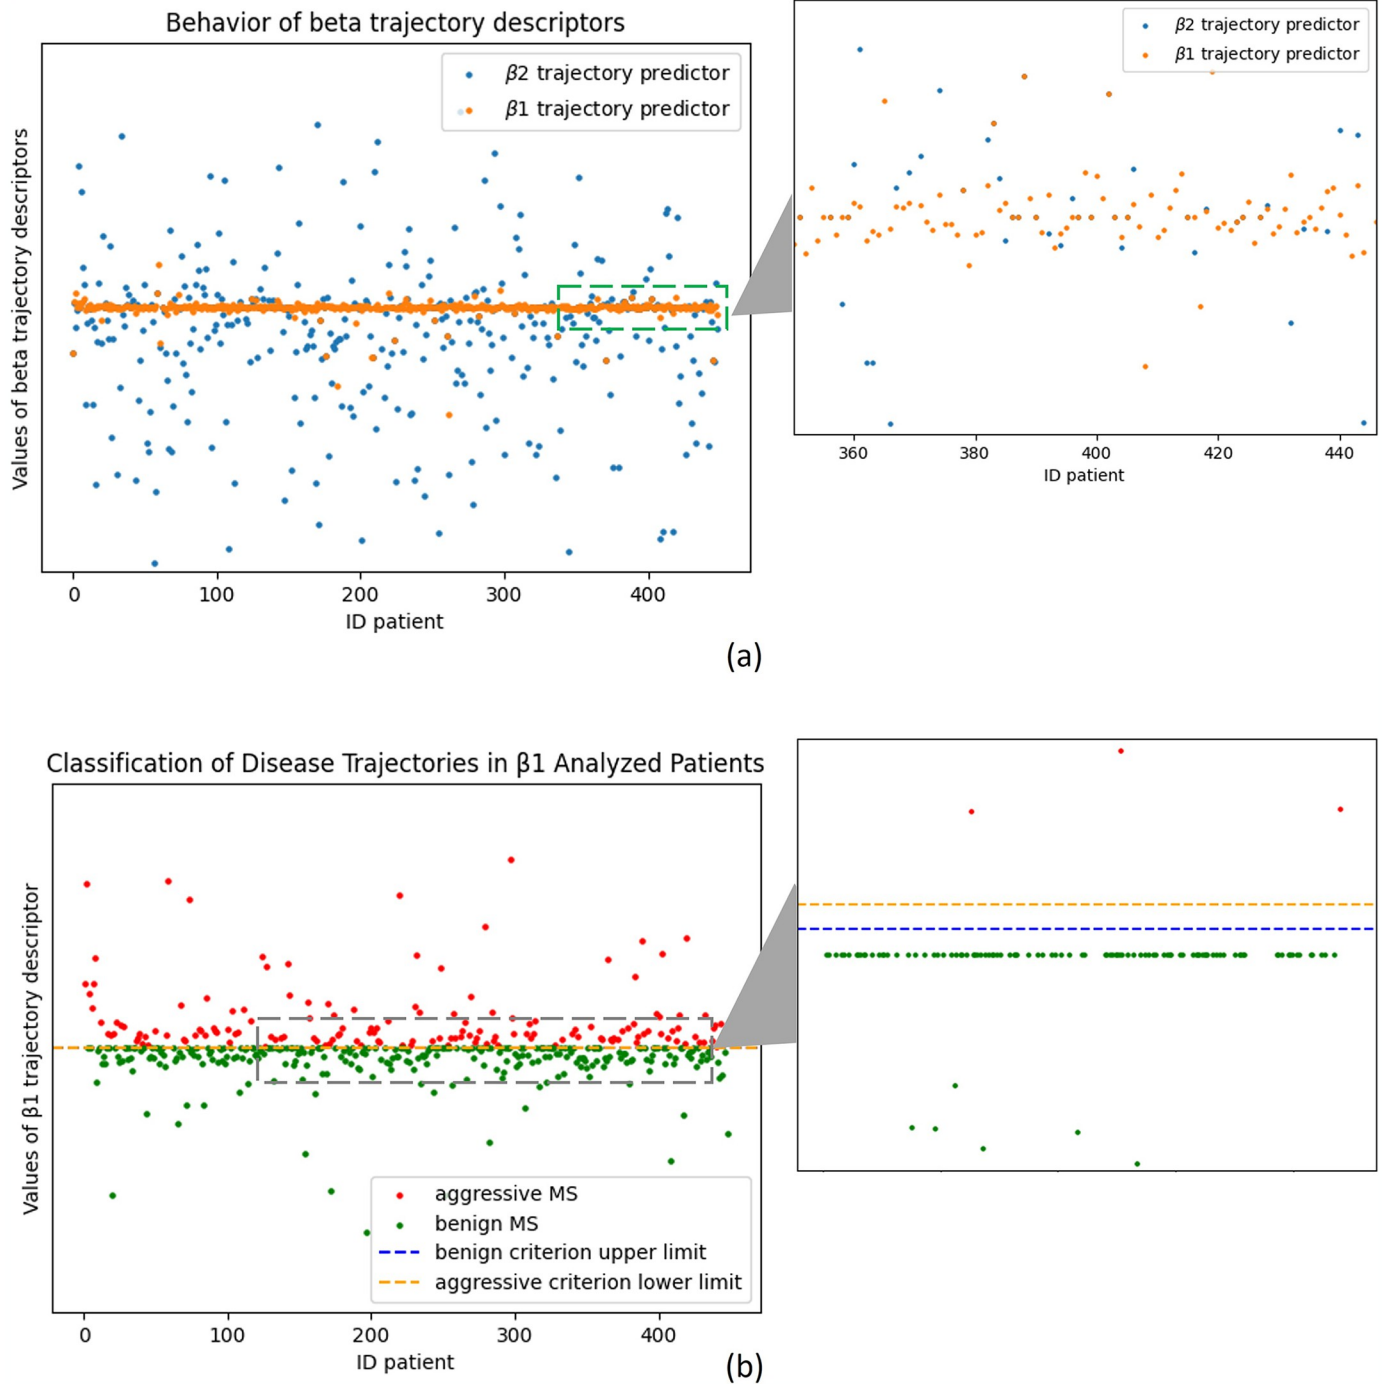 Behavior of beta trajectory descriptors
β2 trajectory predictor
β1 trajectory predictor
Values of beta trajectory descriptors
0 100 200 300 400
ID patient
β2 trajectory predictor
β1 trajectory predictor
360 380 400 420 440
ID patient
(a)
Classification of Disease Trajectories in β1 Analyzed Patients
Values of β1 trajectory descriptor
aggressive MS
benign MS
benign criterion upper limit
aggressive criterion lower limit
0 100 200 300 400
ID patient
(b)